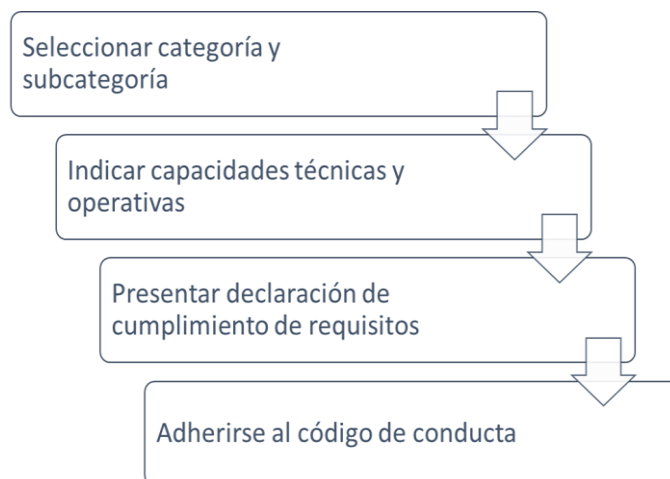 Seleccionar categoría y
subcategoría
Indicar capacidades técnicas y
operativas
Presentar declaración de
cumplimiento de requisitos
Adherirse al código de conducta